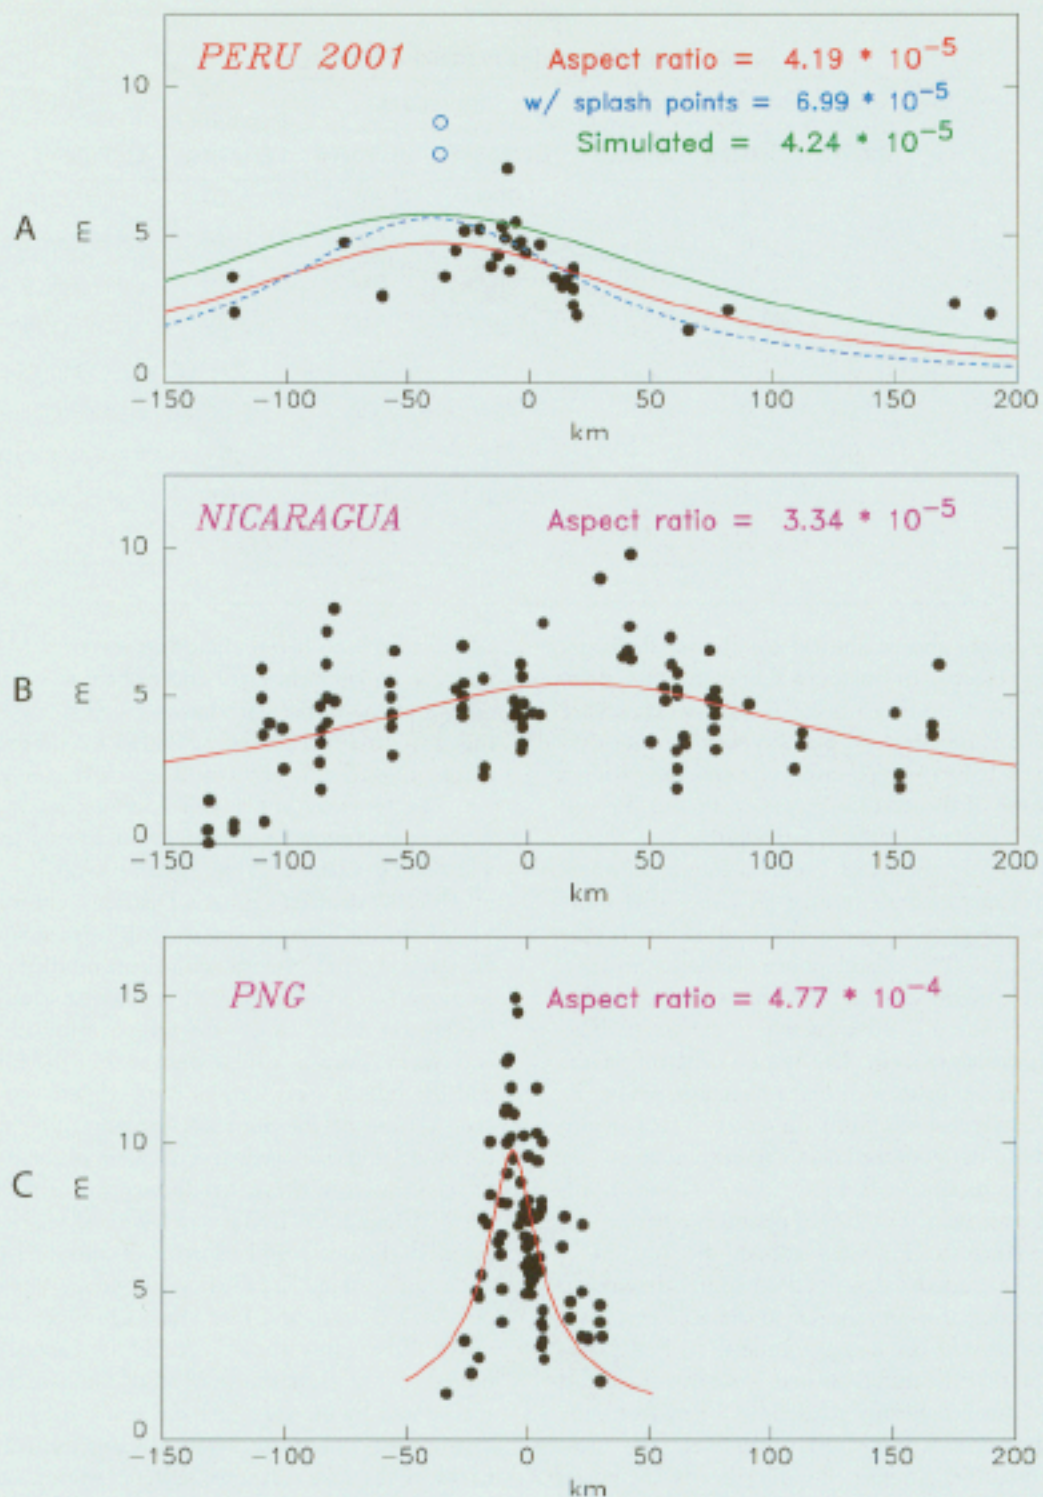 PERU 2001
Aspect ratio = 4.19 * 10-5
w/ splash points = 6.99 * 10-5
Simulated = 4.24 * 10-5
A
m
10
5
0
-150 -100 -50 0 50 100 150 200
km
NICARAGUA
Aspect ratio = 3.34 * 10-5
B
m
10
5
0
-150 -100 -50 0 50 100 150 200
km
PNG
Aspect ratio = 4.77 * 10-4
C
m
15
10
5
0
-150 -100 -50 0 50 100 150 200
km